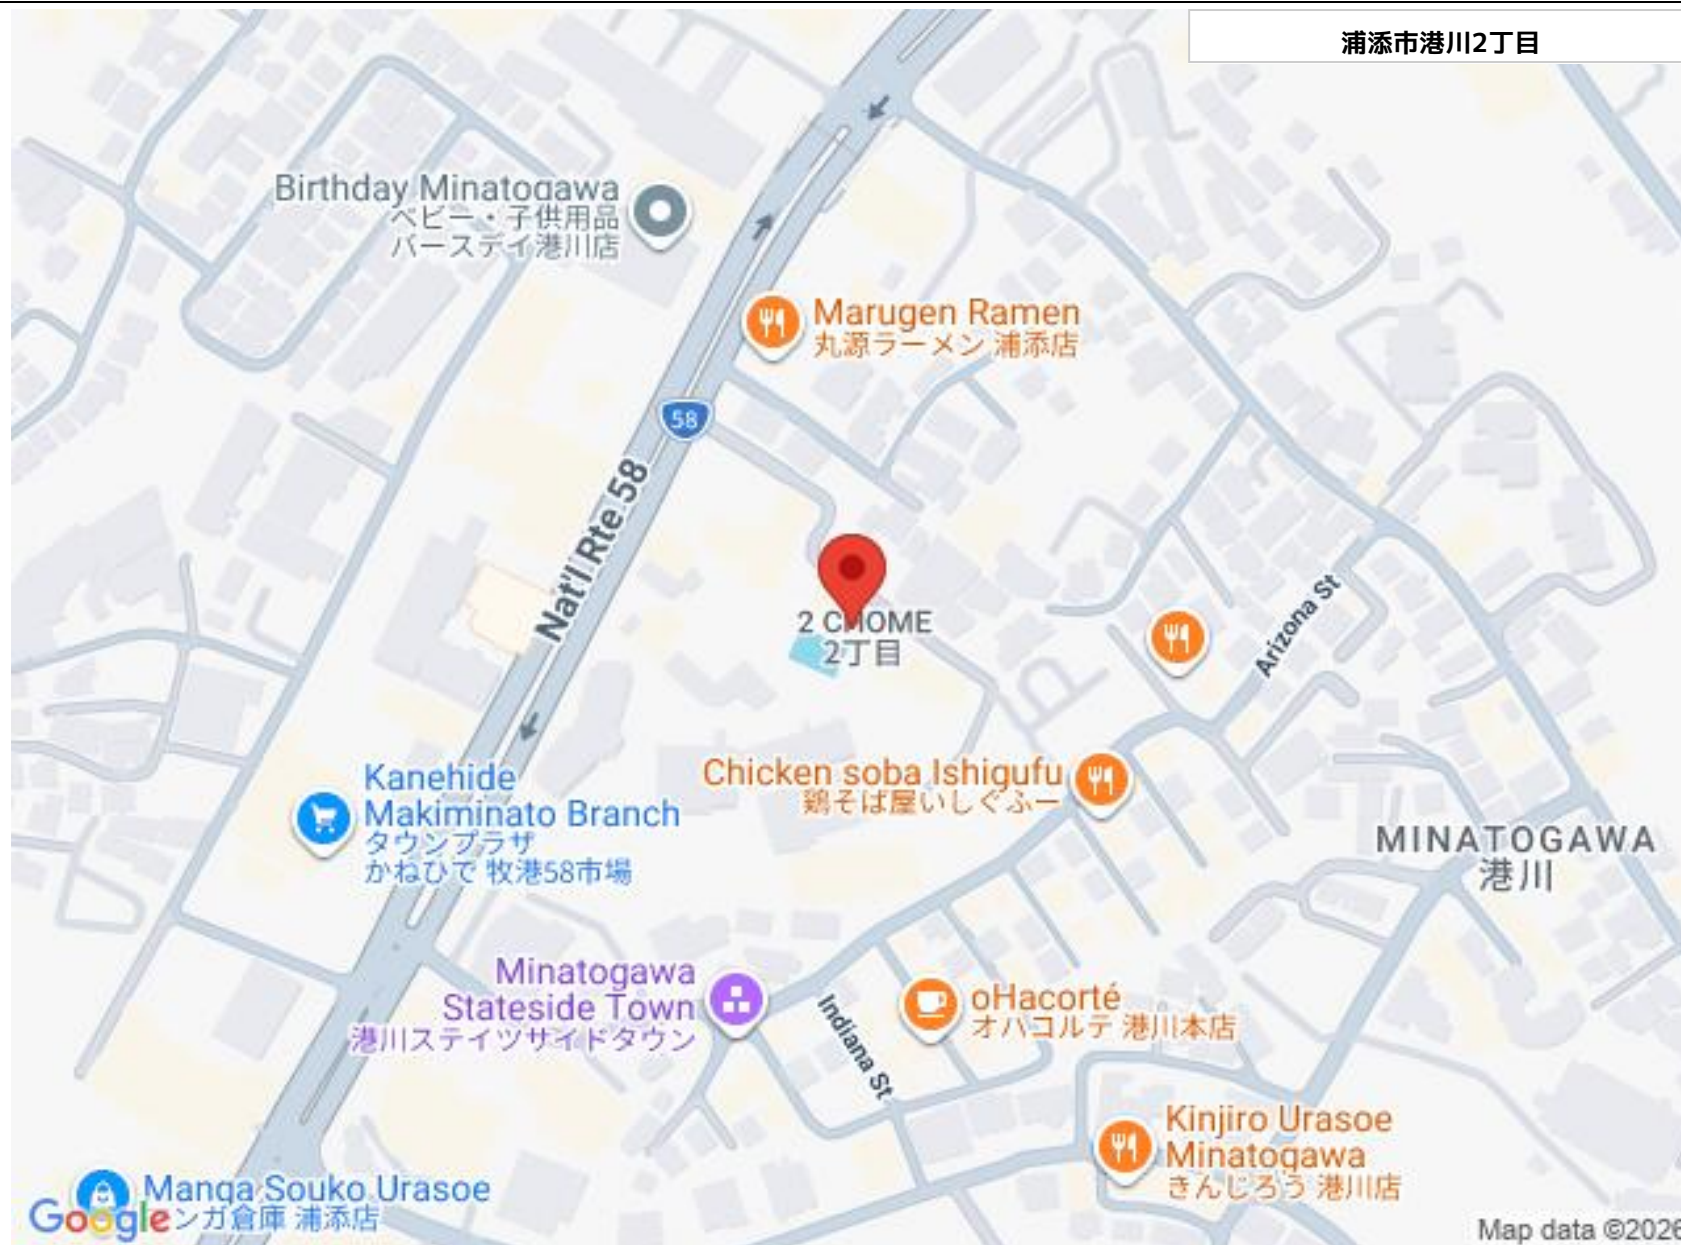 浦添市港川2丁目
Birthday Minatogawa
ベビー・子供用品
バースデイ港川店
Marugen Ramen
丸源ラーメン 浦添店
58
Nat'l Rte 58
2 CHOME
2丁目
Arizona St
Chicken soba Ishigufu
鶏そば屋いしぐふー
Kanehide
Makiminato Branch
タウンプラザ
かねひで 牧港58市場
MINATOGAWA
港川
Minatogawa
Stateside Town
港川ステイツサイドタウン
oHacorté
オハコルテ 港川本店
Indiana St
Kinjiro Urasoe
Minatogawa
きんじろう 港川店
Manga Souko Urasoe
ンガ倉庫 浦添店
Google
Map data ©2026